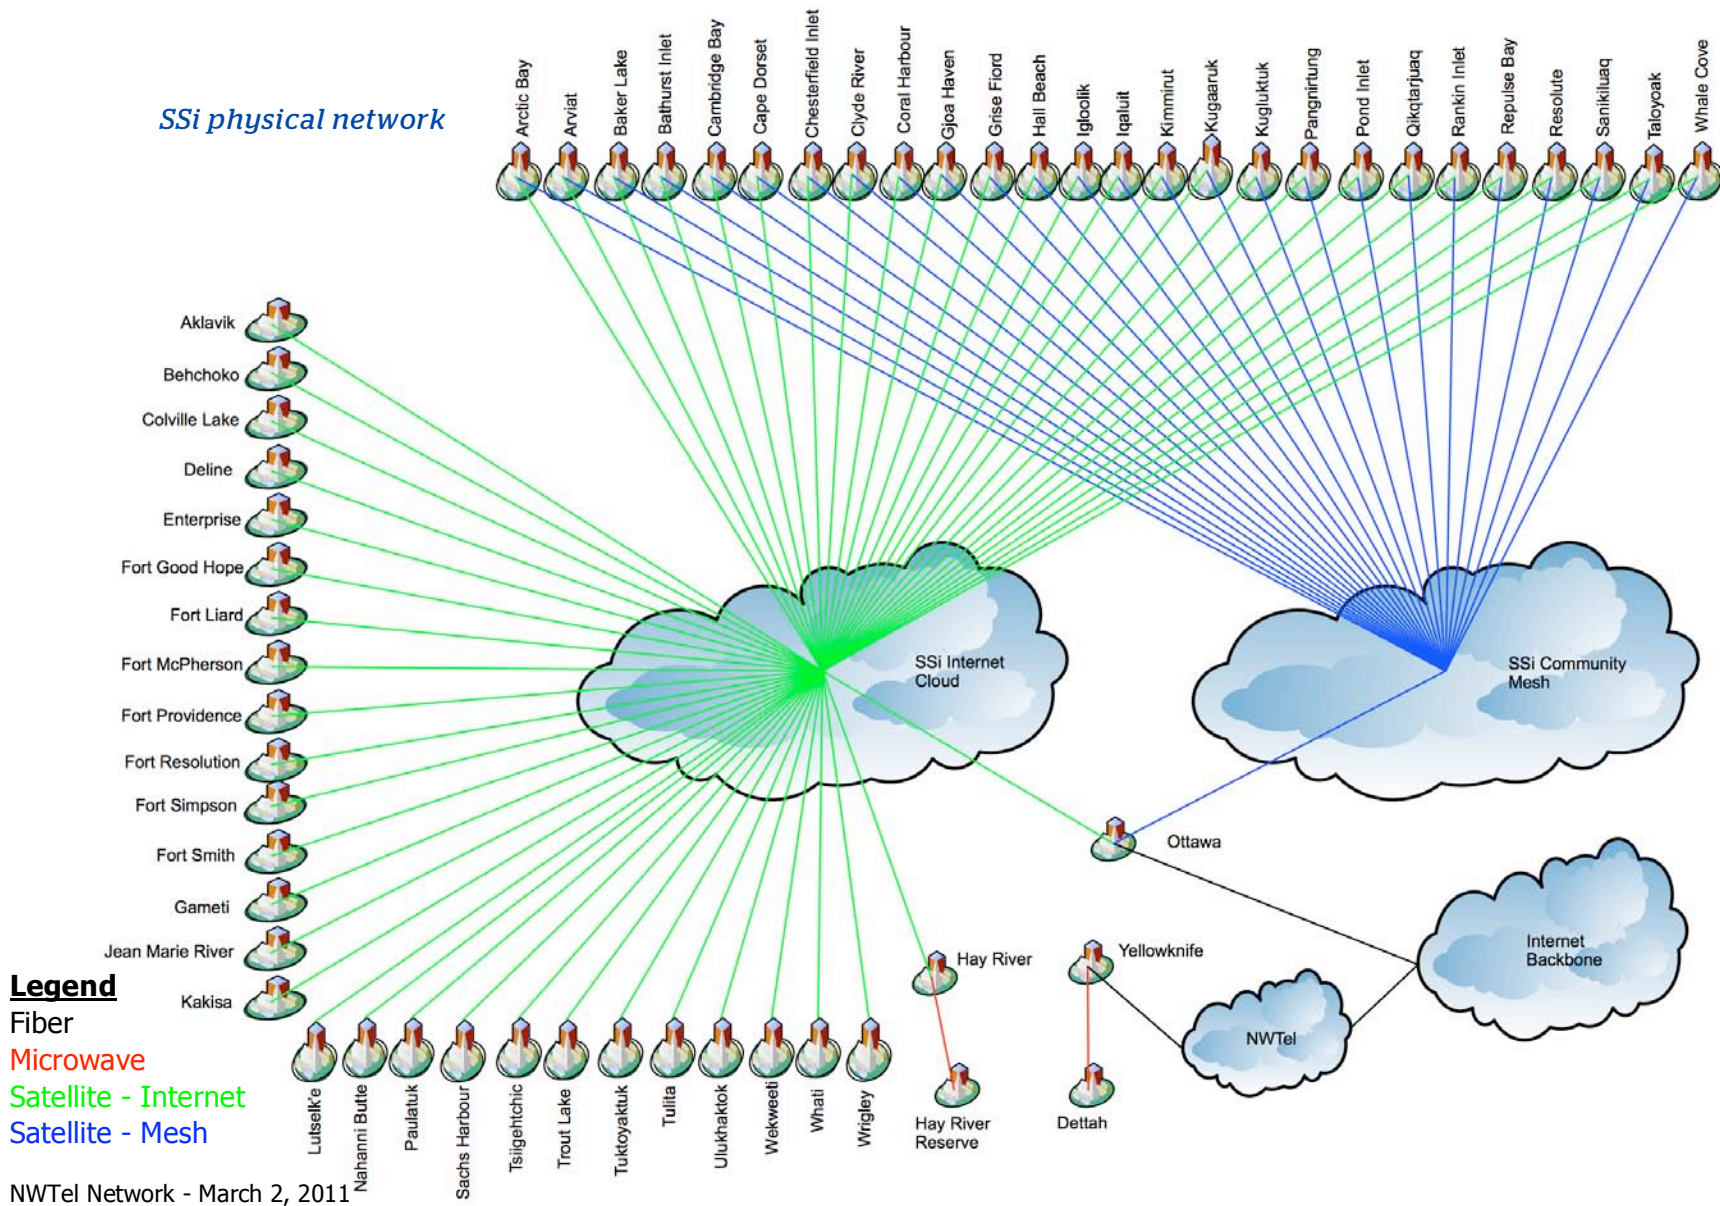 SSi physical network
Arctic Bay
Arviat
Baker Lake
Bathurst Inlet
Cambridge Bay
Cape Dorset
Chesterfield Inlet
Clyde River
Coral Harbour
Gjoa Haven
Grise Fiord
Hall Beach
Igloolik
Iqaluit
Kimmirut
Kugaaruk
Kugluktuk
Pangnirtung
Pond Inlet
Qikqtarjuaq
Rankin Inlet
Repulse Bay
Resolute
Sanikiluaq
Taloyoak
Whale Cove
Aklavik
Behchoko
Colville Lake
Deline
Enterprise
Fort Good Hope
Fort Liard
Fort McPherson
Fort Providence
Fort Resolution
Fort Simpson
Fort Smith
Gameti
Jean Marie River
Kakisa
SSi Internet
Cloud
SSi Community
Mesh
Ottawa
Internet
Backbone
Hay River
Yellowknife
NWTel
Hay River
Reserve
Dettah
Lutselk'e
Nahanni Butte
Paulatuk
Sachs Harbour
Tsiigehtchic
Trout Lake
Tuktoyaktuk
Tulita
Ulukhaktok
Wekweeti
Whati
Wrigley
Legend
Fiber
Microwave
Satellite - Internet
Satellite - Mesh
NWTel Network - March 2, 2011